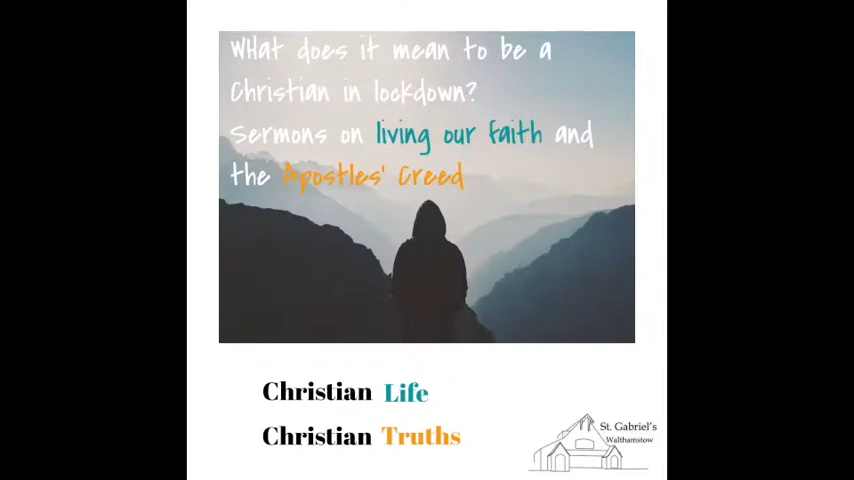 WHat does it mean to be a
Christian in lockdown?
Sermons on living our faith and
the Apostles' Creed
Christian Life
Christian Truths
St. Gabriel's
Walthamstow